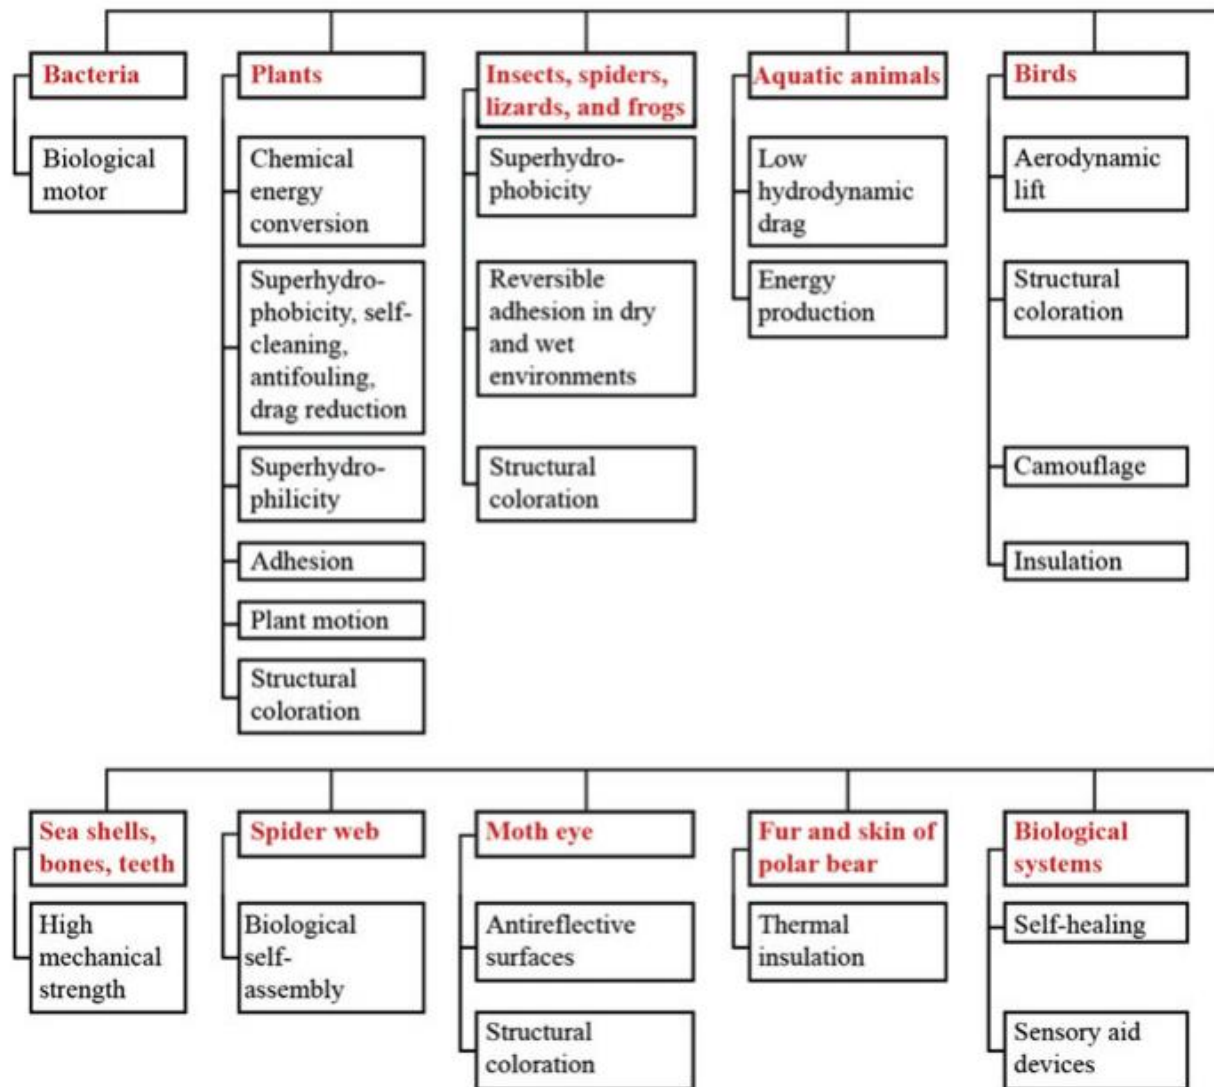 Bacteria
Biological
motor
Plants
Chemical
energy
conversion
Superhydro-
phobicity, self-
cleaning,
antifouling,
drag reduction
Superhydro-
philicity
Adhesion
Plant motion
Structural
coloration
Insects, spiders,
lizards, and frogs
Superhydro-
phobicity
Reversible
adhesion in dry
and wet
environments
Structural
coloration
Aquatic animals
Low
hydrodynamic
drag
Energy
production
Birds
Aerodynamic
lift
Structural
coloration
Camouflage
Insulation
Sea shells,
bones, teeth
High
mechanical
strength
Spider web
Biological
self-
assembly
Moth eye
Antireflective
surfaces
Structural
coloration
Fur and skin of
polar bear
Thermal
insulation
Biological
systems
Self-healing
Sensory aid
devices